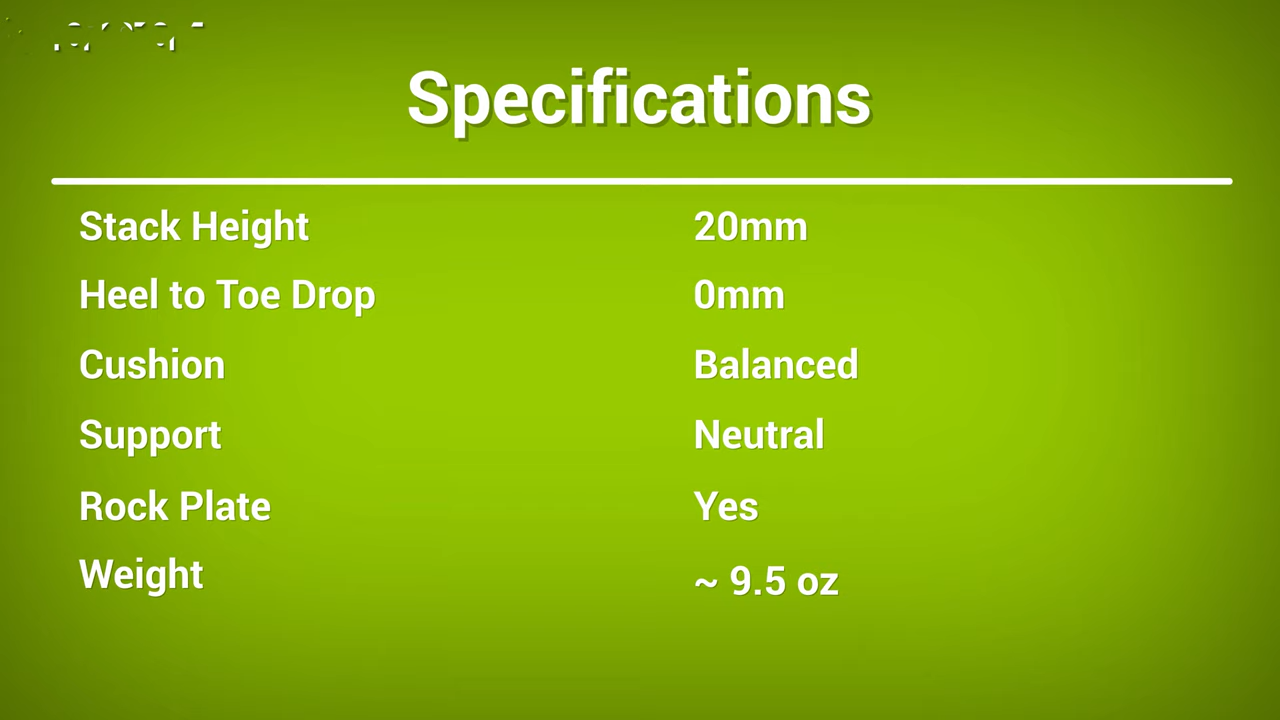 Specifications
Stack Height 20mm
Heel to Toe Drop 0mm
Cushion Balanced
Support Neutral
Rock Plate Yes
Weight ~ 9.5 oz